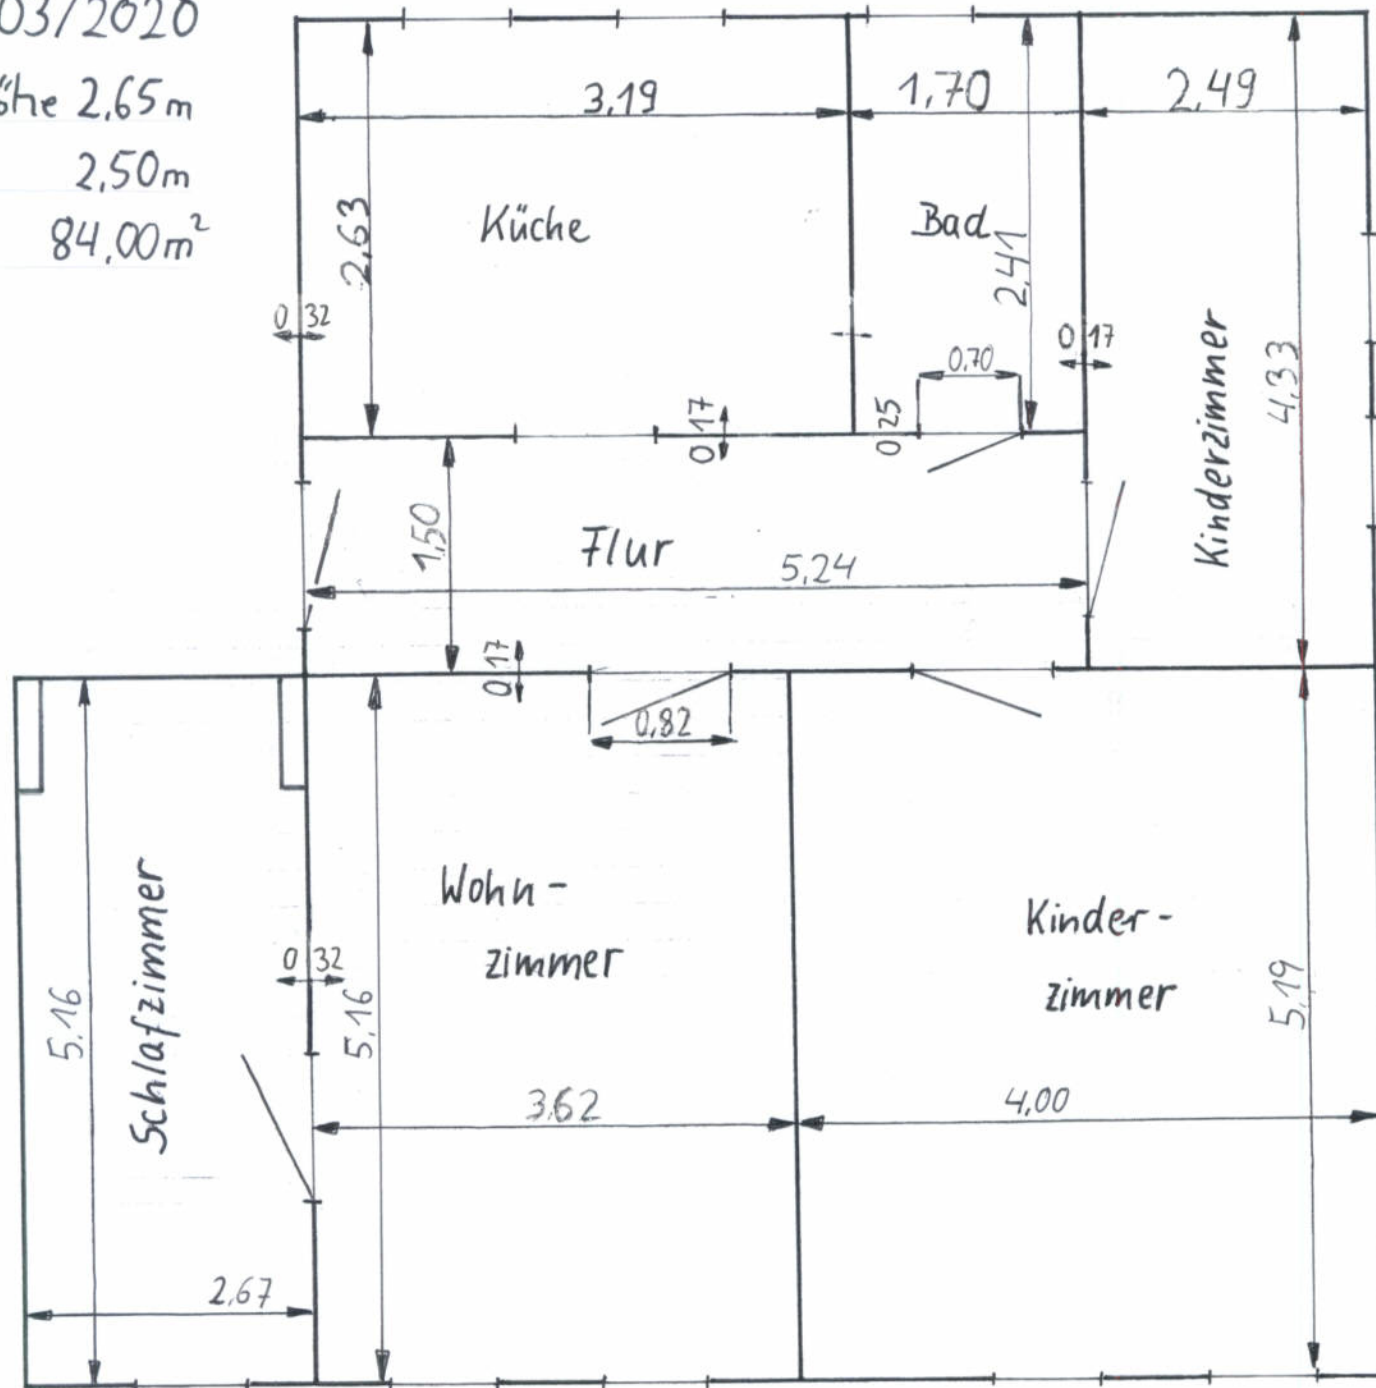 03/2020
öhe 2,65m
2,50m
84,00m²
3,19
1,70
2,49
2,63
Küche
Bad
2,41
0,32
0,17
0,70
4,33
Kinderzimmer
0,17
0,25
1,50
Flur
5,24
0,17
0,82
Schlafzimmer
5,16
0,32
5,16
Wohn-
zimmer
Kinder-
zimmer
5,19
3,62
4,00
2,67